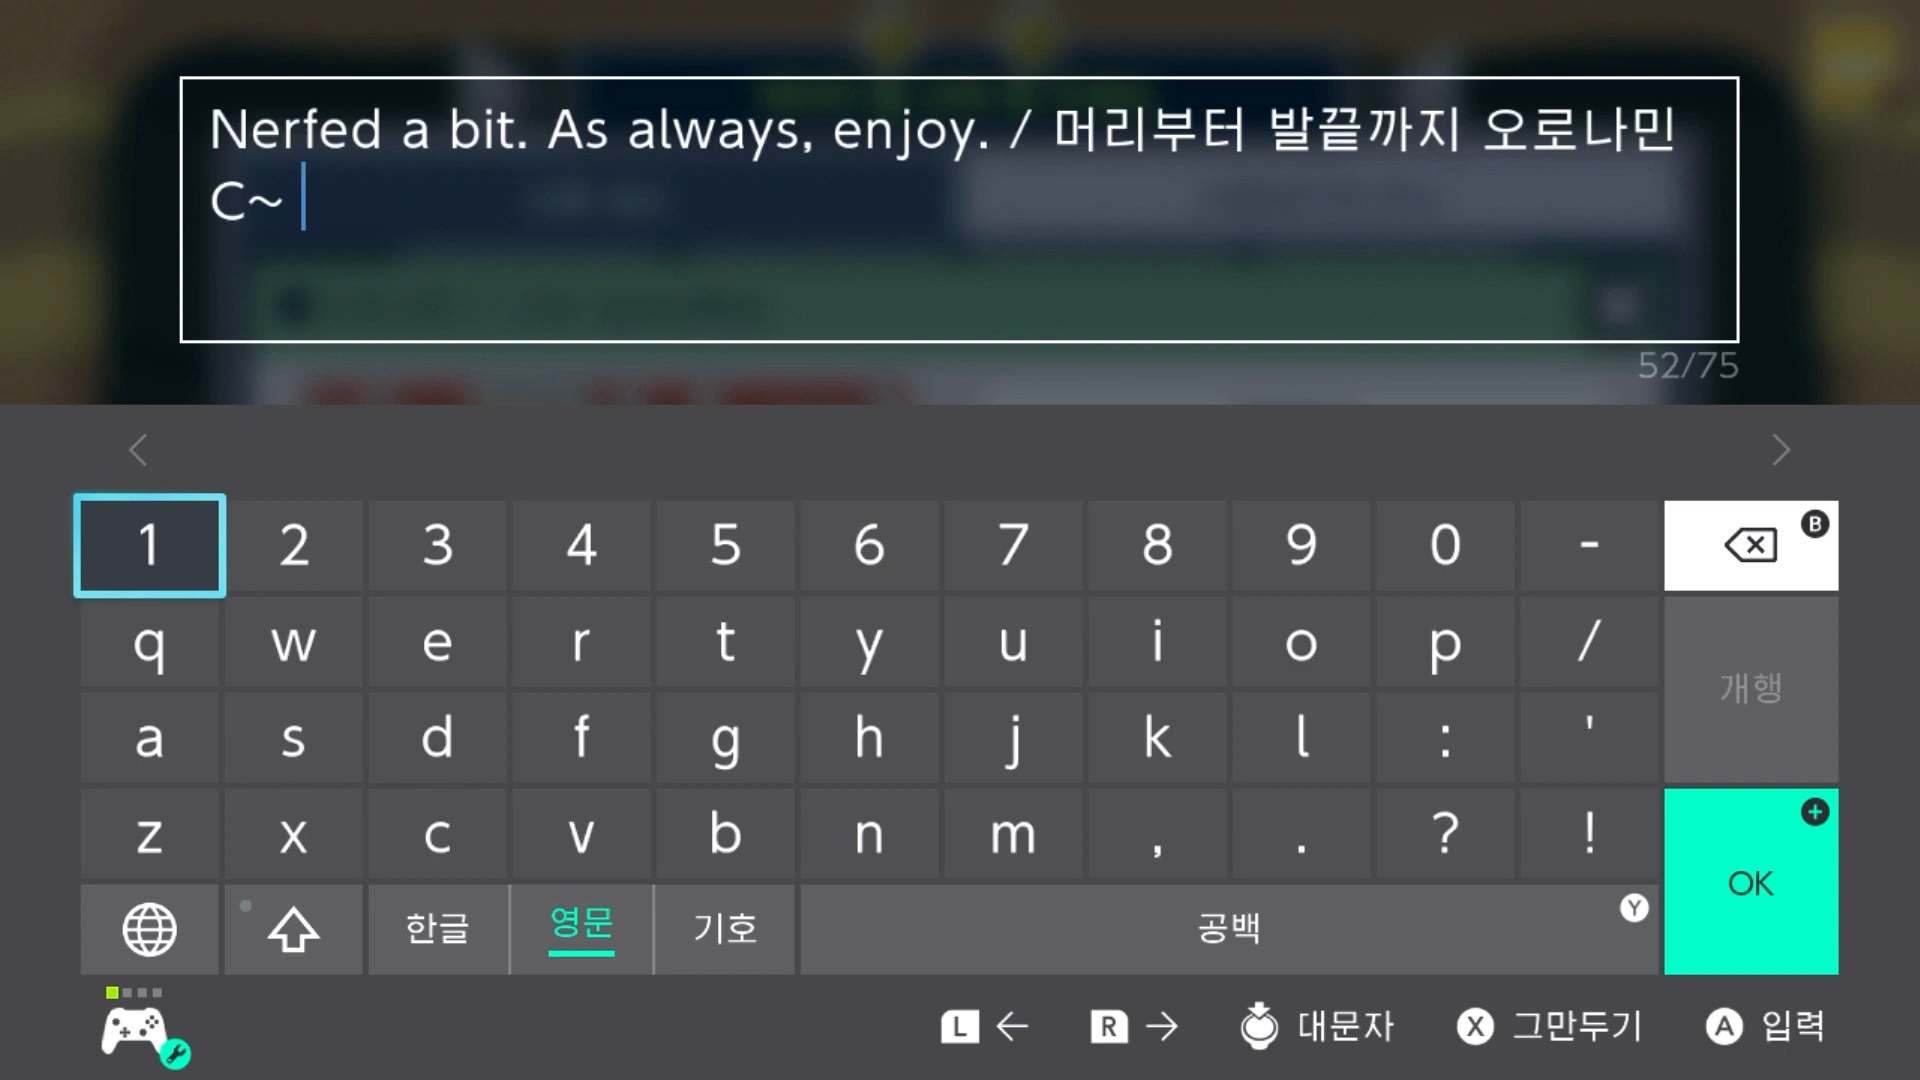 Nerfed a bit. As always, enjoy. / 머리부터 발끝까지 오로나민
C~
52/75
1 2 3 4 5 6 7 8 9 0 - B
q w e r t y u i o p /
개행
a s d f g h j k l : '
z x c v b n m , . ? !
OK
한글 영문 기호 공백 Y
L ← R → 대문자 X 그만두기 A 입력